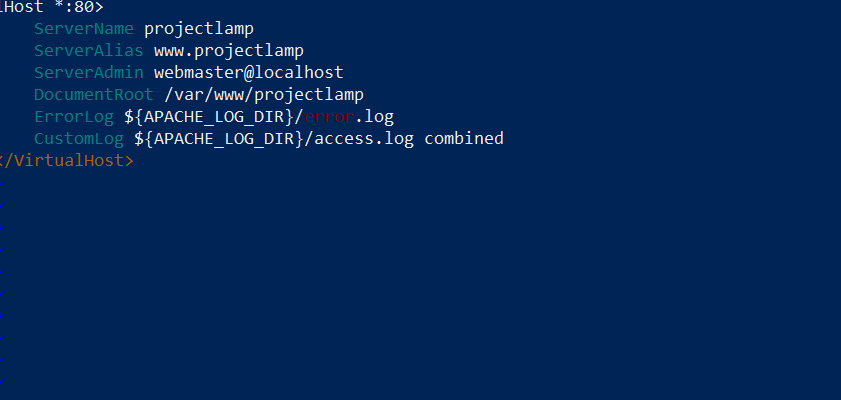 lHost *:80>
ServerName projectlamp
ServerAlias www.projectlamp
ServerAdmin webmaster@localhost
DocumentRoot /var/www/projectlamp
ErrorLog ${APACHE_LOG_DIR}/error.log
CustomLog ${APACHE_LOG_DIR}/access.log combined
</VirtualHost>
~
~
~
~
~
~
~
~
~
~